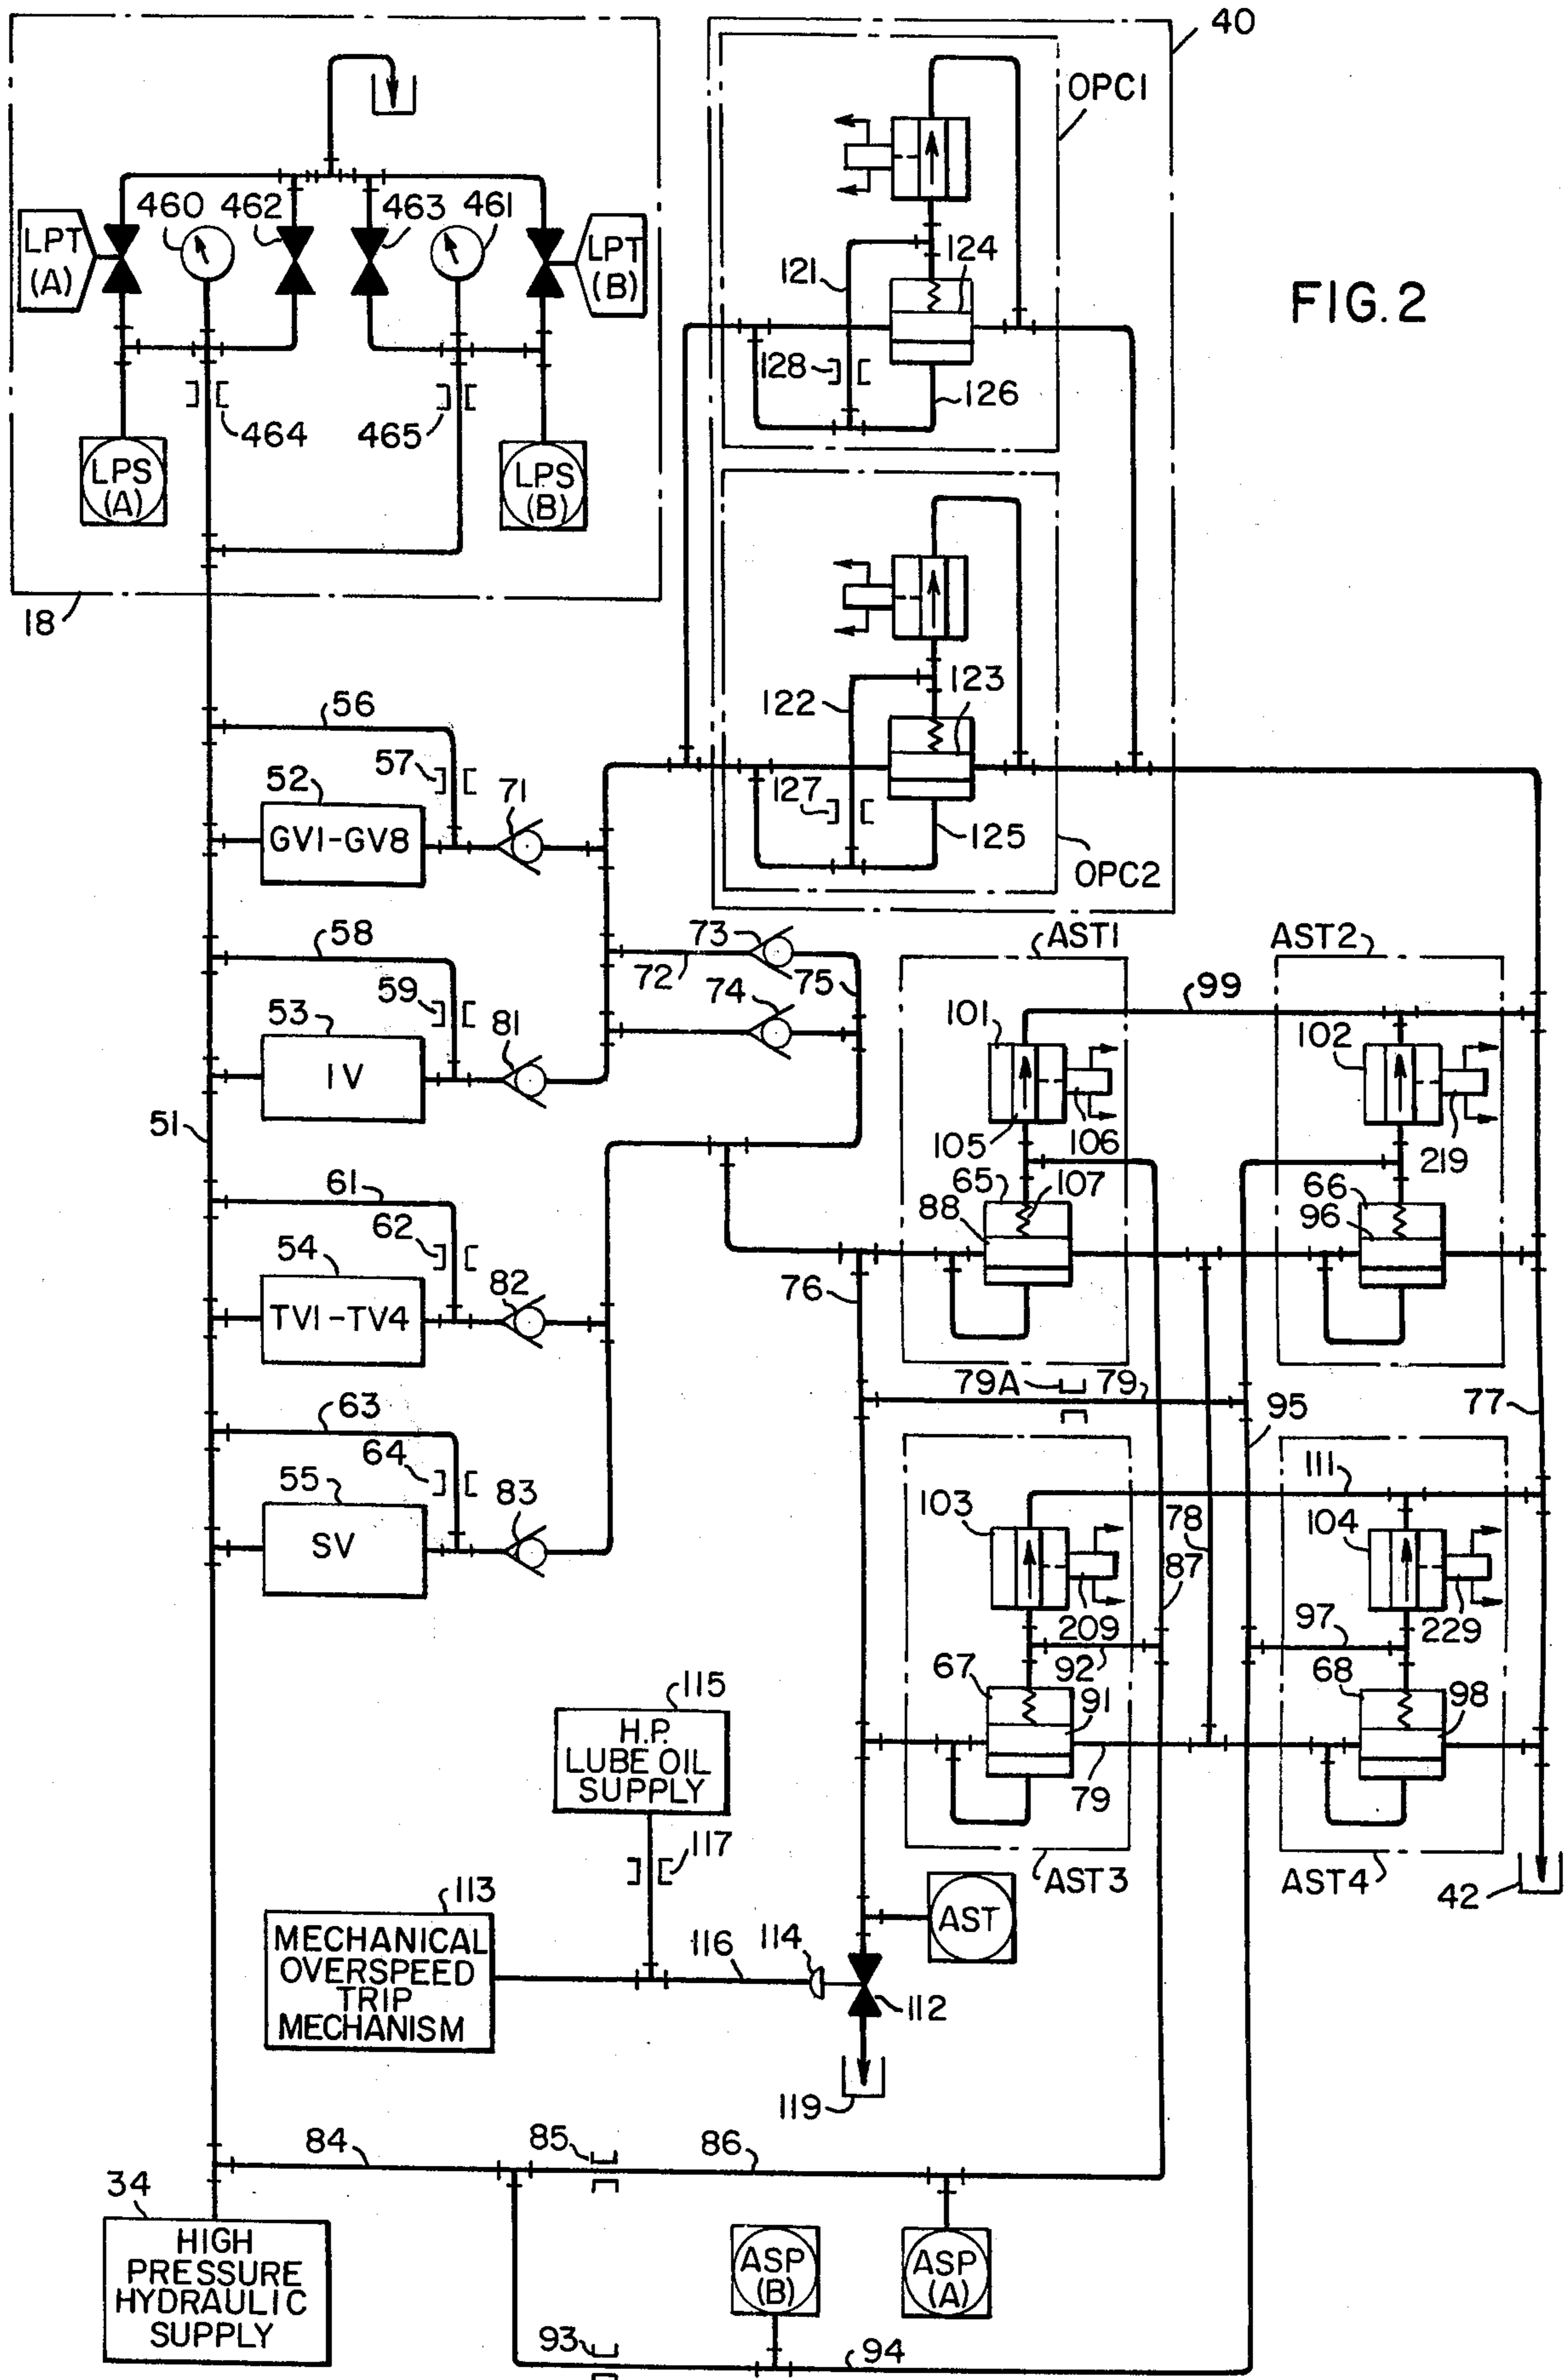 40
OPC1
FIG. 2
460 462 463 461
LPT
(A)
LPT
(B)
464
465
LPS
(A)
LPS
(B)
18
121
124
128
126
122
123
127
125
OPC2
56
57
52
71
GV1-GV8
58
59
53
81
IV
73
72
74
75
51
AST1
AST2
99
101
102
105
106
219
65
107
88
66
96
61
62
54
82
TV1-TV4
76
79A
79
77
95
63
64
55
83
SV
111
103
104
78
87
209
92
97
229
67
91
68
98
79
115
H.P.
LUBE OIL
SUPPLY
117
AST3
AST4
42
113
MECHANICAL
OVERSPEED
TRIP
MECHANISM
116
114
AST
112
119
84
85
86
34
HIGH
PRESSURE
HYDRAULIC
SUPPLY
ASP
(B)
ASP
(A)
93
94